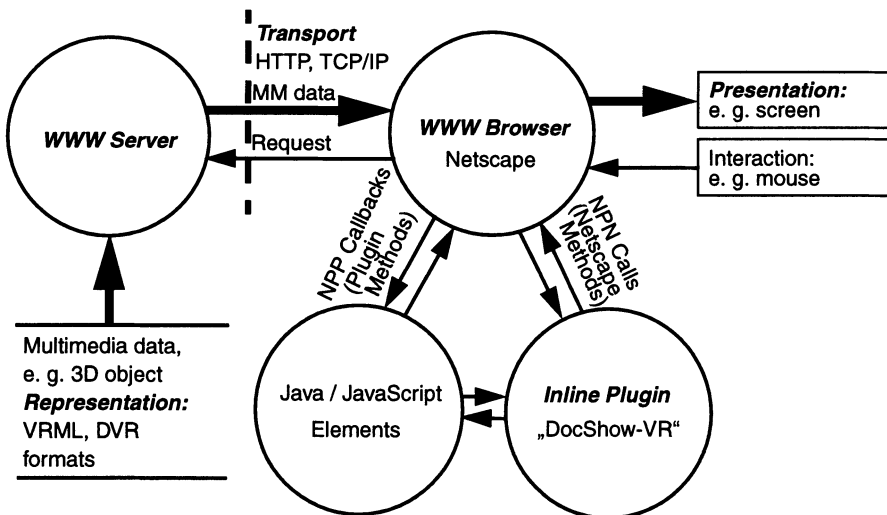 Transport
HTTP, TCP/IP
MM data
WWW Server
Request
WWW Browser
Netscape
Presentation:
e. g. screen
Interaction:
e. g. mouse
NPP Callbacks
(Plugin
Methods)
NPN Calls
(Netscape
Methods)
Multimedia data,
e. g. 3D object
Representation:
VRML, DVR
formats
Java / JavaScript
Elements
Inline Plugin
„DocShow-VR“